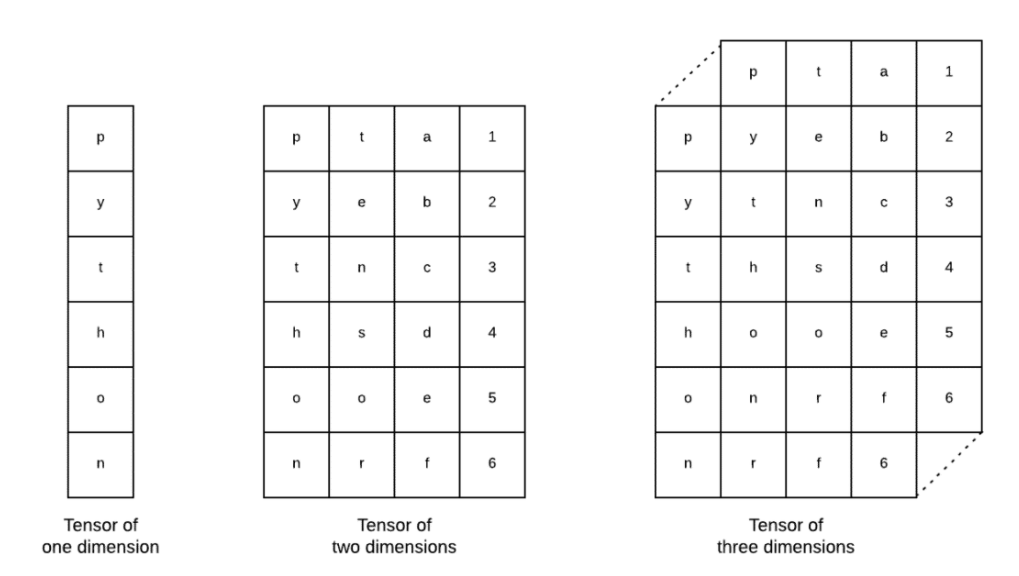 p t a 1
p p t a 1 p y e b 2
y y e b 2 y t n c 3
t t n c 3 t h s d 4
h h s d 4 h o o e 5
o o o e 5 o n r f 6
n n r f 6 n r f 6
Tensor of Tensor of Tensor of
one dimension two dimensions three dimensions